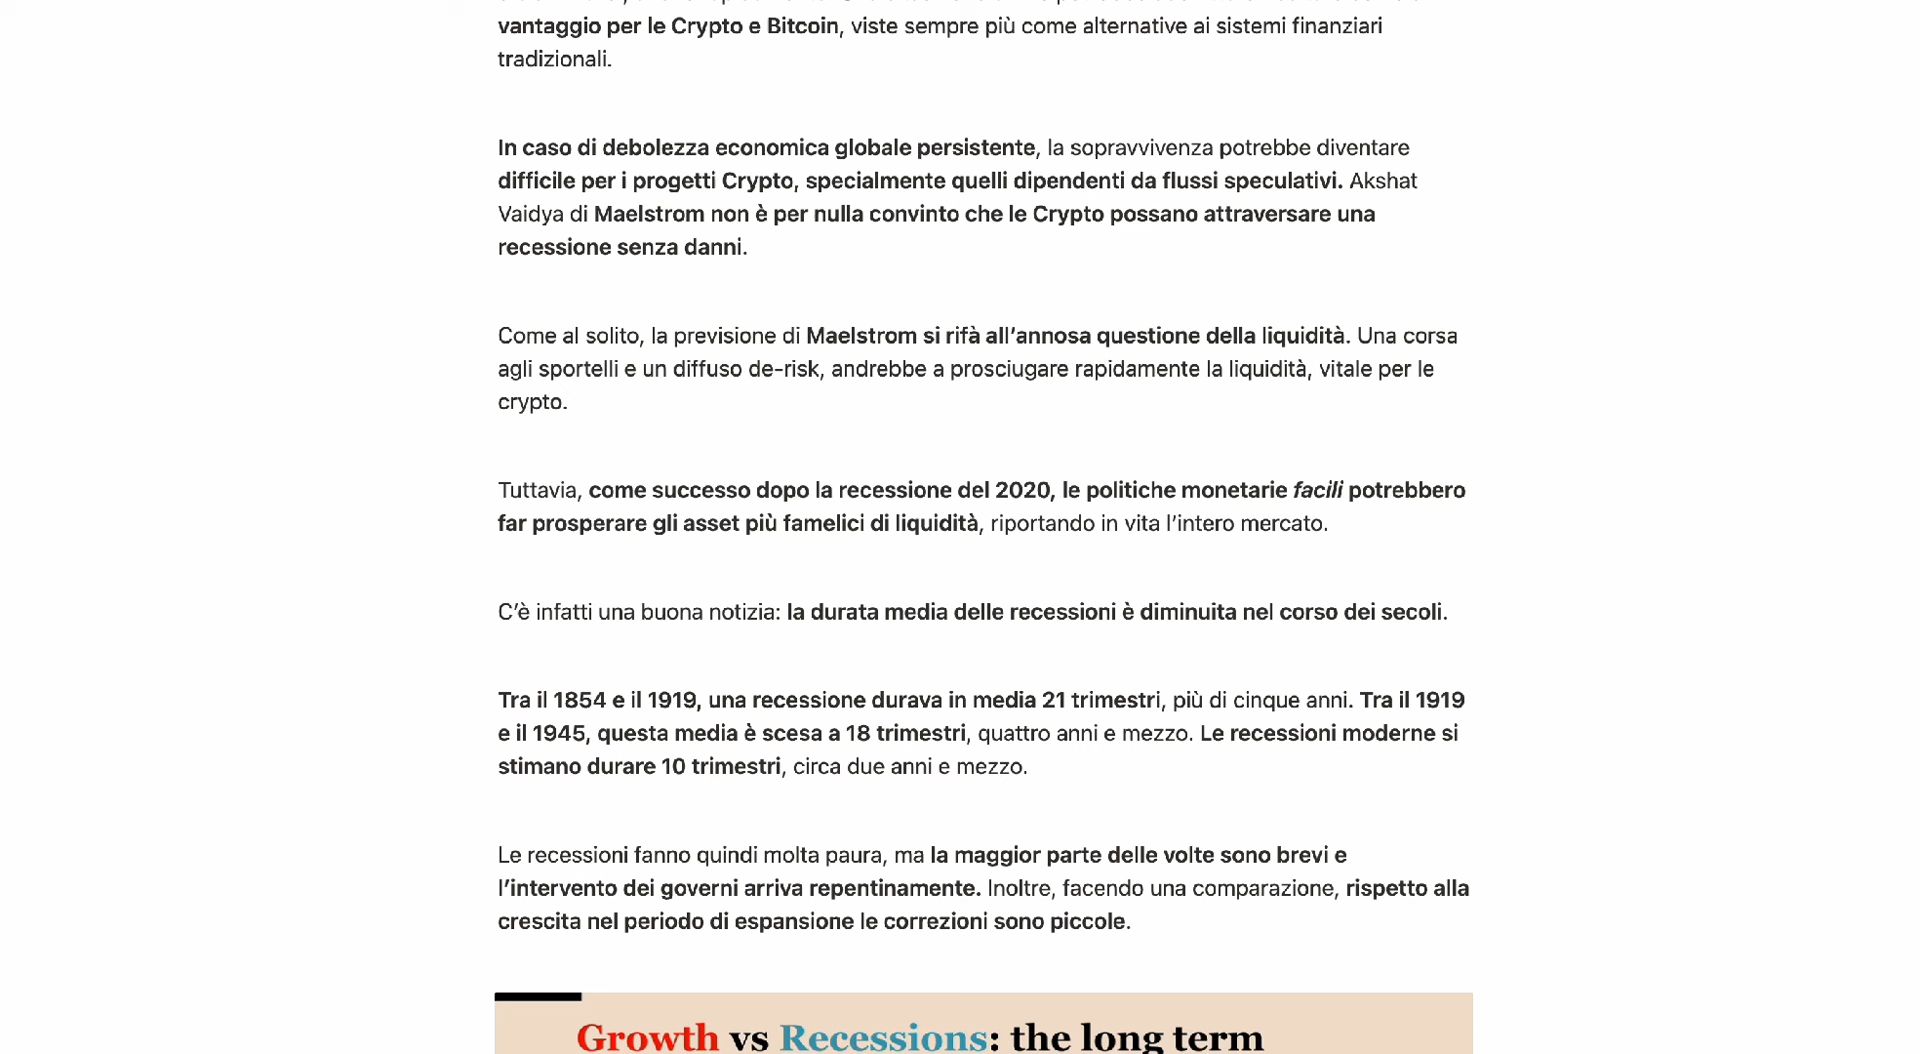 vantaggio per le Crypto e Bitcoin, viste sempre più come alternative ai sistemi finanziari
tradizionali.
In caso di debolezza economica globale persistente, la sopravvivenza potrebbe diventare
difficile per i progetti Crypto, specialmente quelli dipendenti da flussi speculativi. Akshat
Vaidya di Maelstrom non è per nulla convinto che le Crypto possano attraversare una
recessione senza danni.
Come al solito, la previsione di Maelstrom si rifà all’annosa questione della liquidità. Una corsa
agli sportelli e un diffuso de-risk, andrebbe a prosciugare rapidamente la liquidità, vitale per le
crypto.
Tuttavia, come successo dopo la recessione del 2020, le politiche monetarie facili potrebbero
far prosperare gli asset più famelici di liquidità, riportando in vita l’intero mercato.
C’è infatti una buona notizia: la durata media delle recessioni è diminuita nel corso dei secoli.
Tra il 1854 e il 1919, una recessione durava in media 21 trimestri, più di cinque anni. Tra il 1919
e il 1945, questa media è scesa a 18 trimestri, quattro anni e mezzo. Le recessioni moderne si
stimano durare 10 trimestri, circa due anni e mezzo.
Le recessioni fanno quindi molta paura, ma la maggior parte delle volte sono brevi e
l’intervento dei governi arriva repentinamente. Inoltre, facendo una comparazione, rispetto alla
crescita nel periodo di espansione le correzioni sono piccole.
Growth vs Recessions: the long term